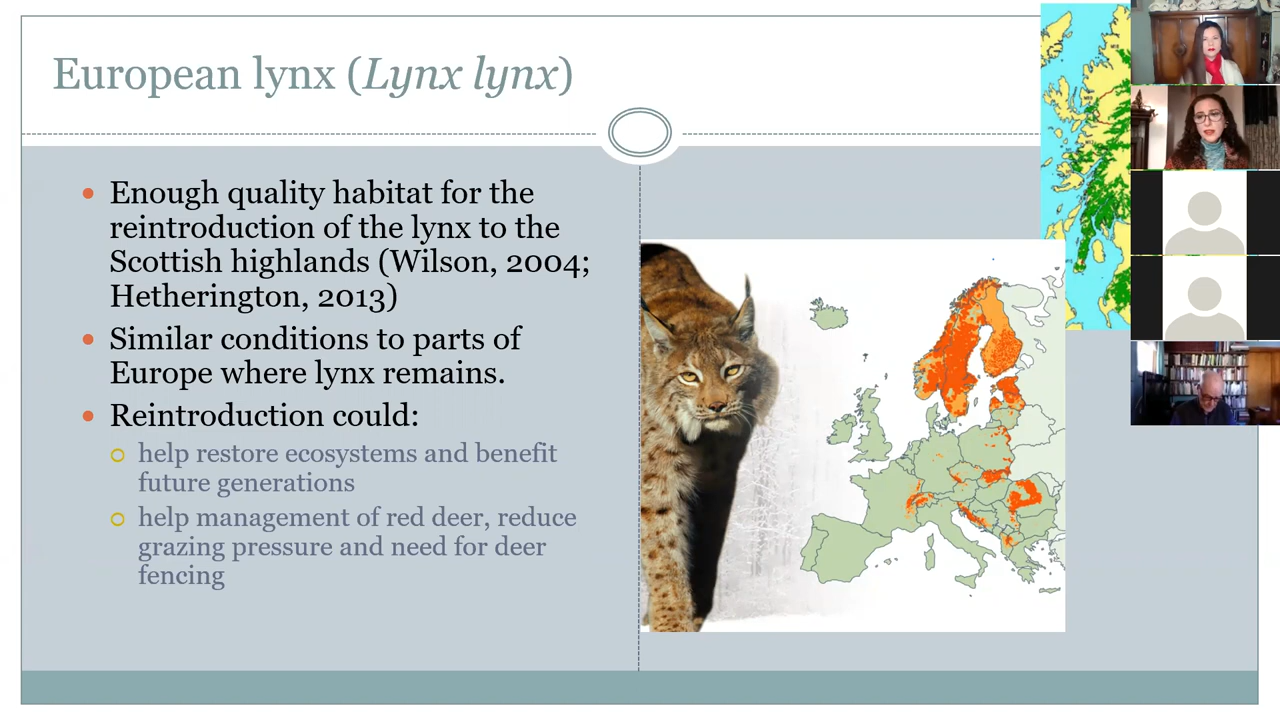 European lynx (Lynx lynx)
Enough quality habitat for the
reintroduction of the lynx to the
Scottish highlands (Wilson, 2004;
Hetherington, 2013)
Similar conditions to parts of
Europe where lynx remains.
Reintroduction could:
help restore ecosystems and benefit
future generations
help management of red deer, reduce
grazing pressure and need for deer
fencing